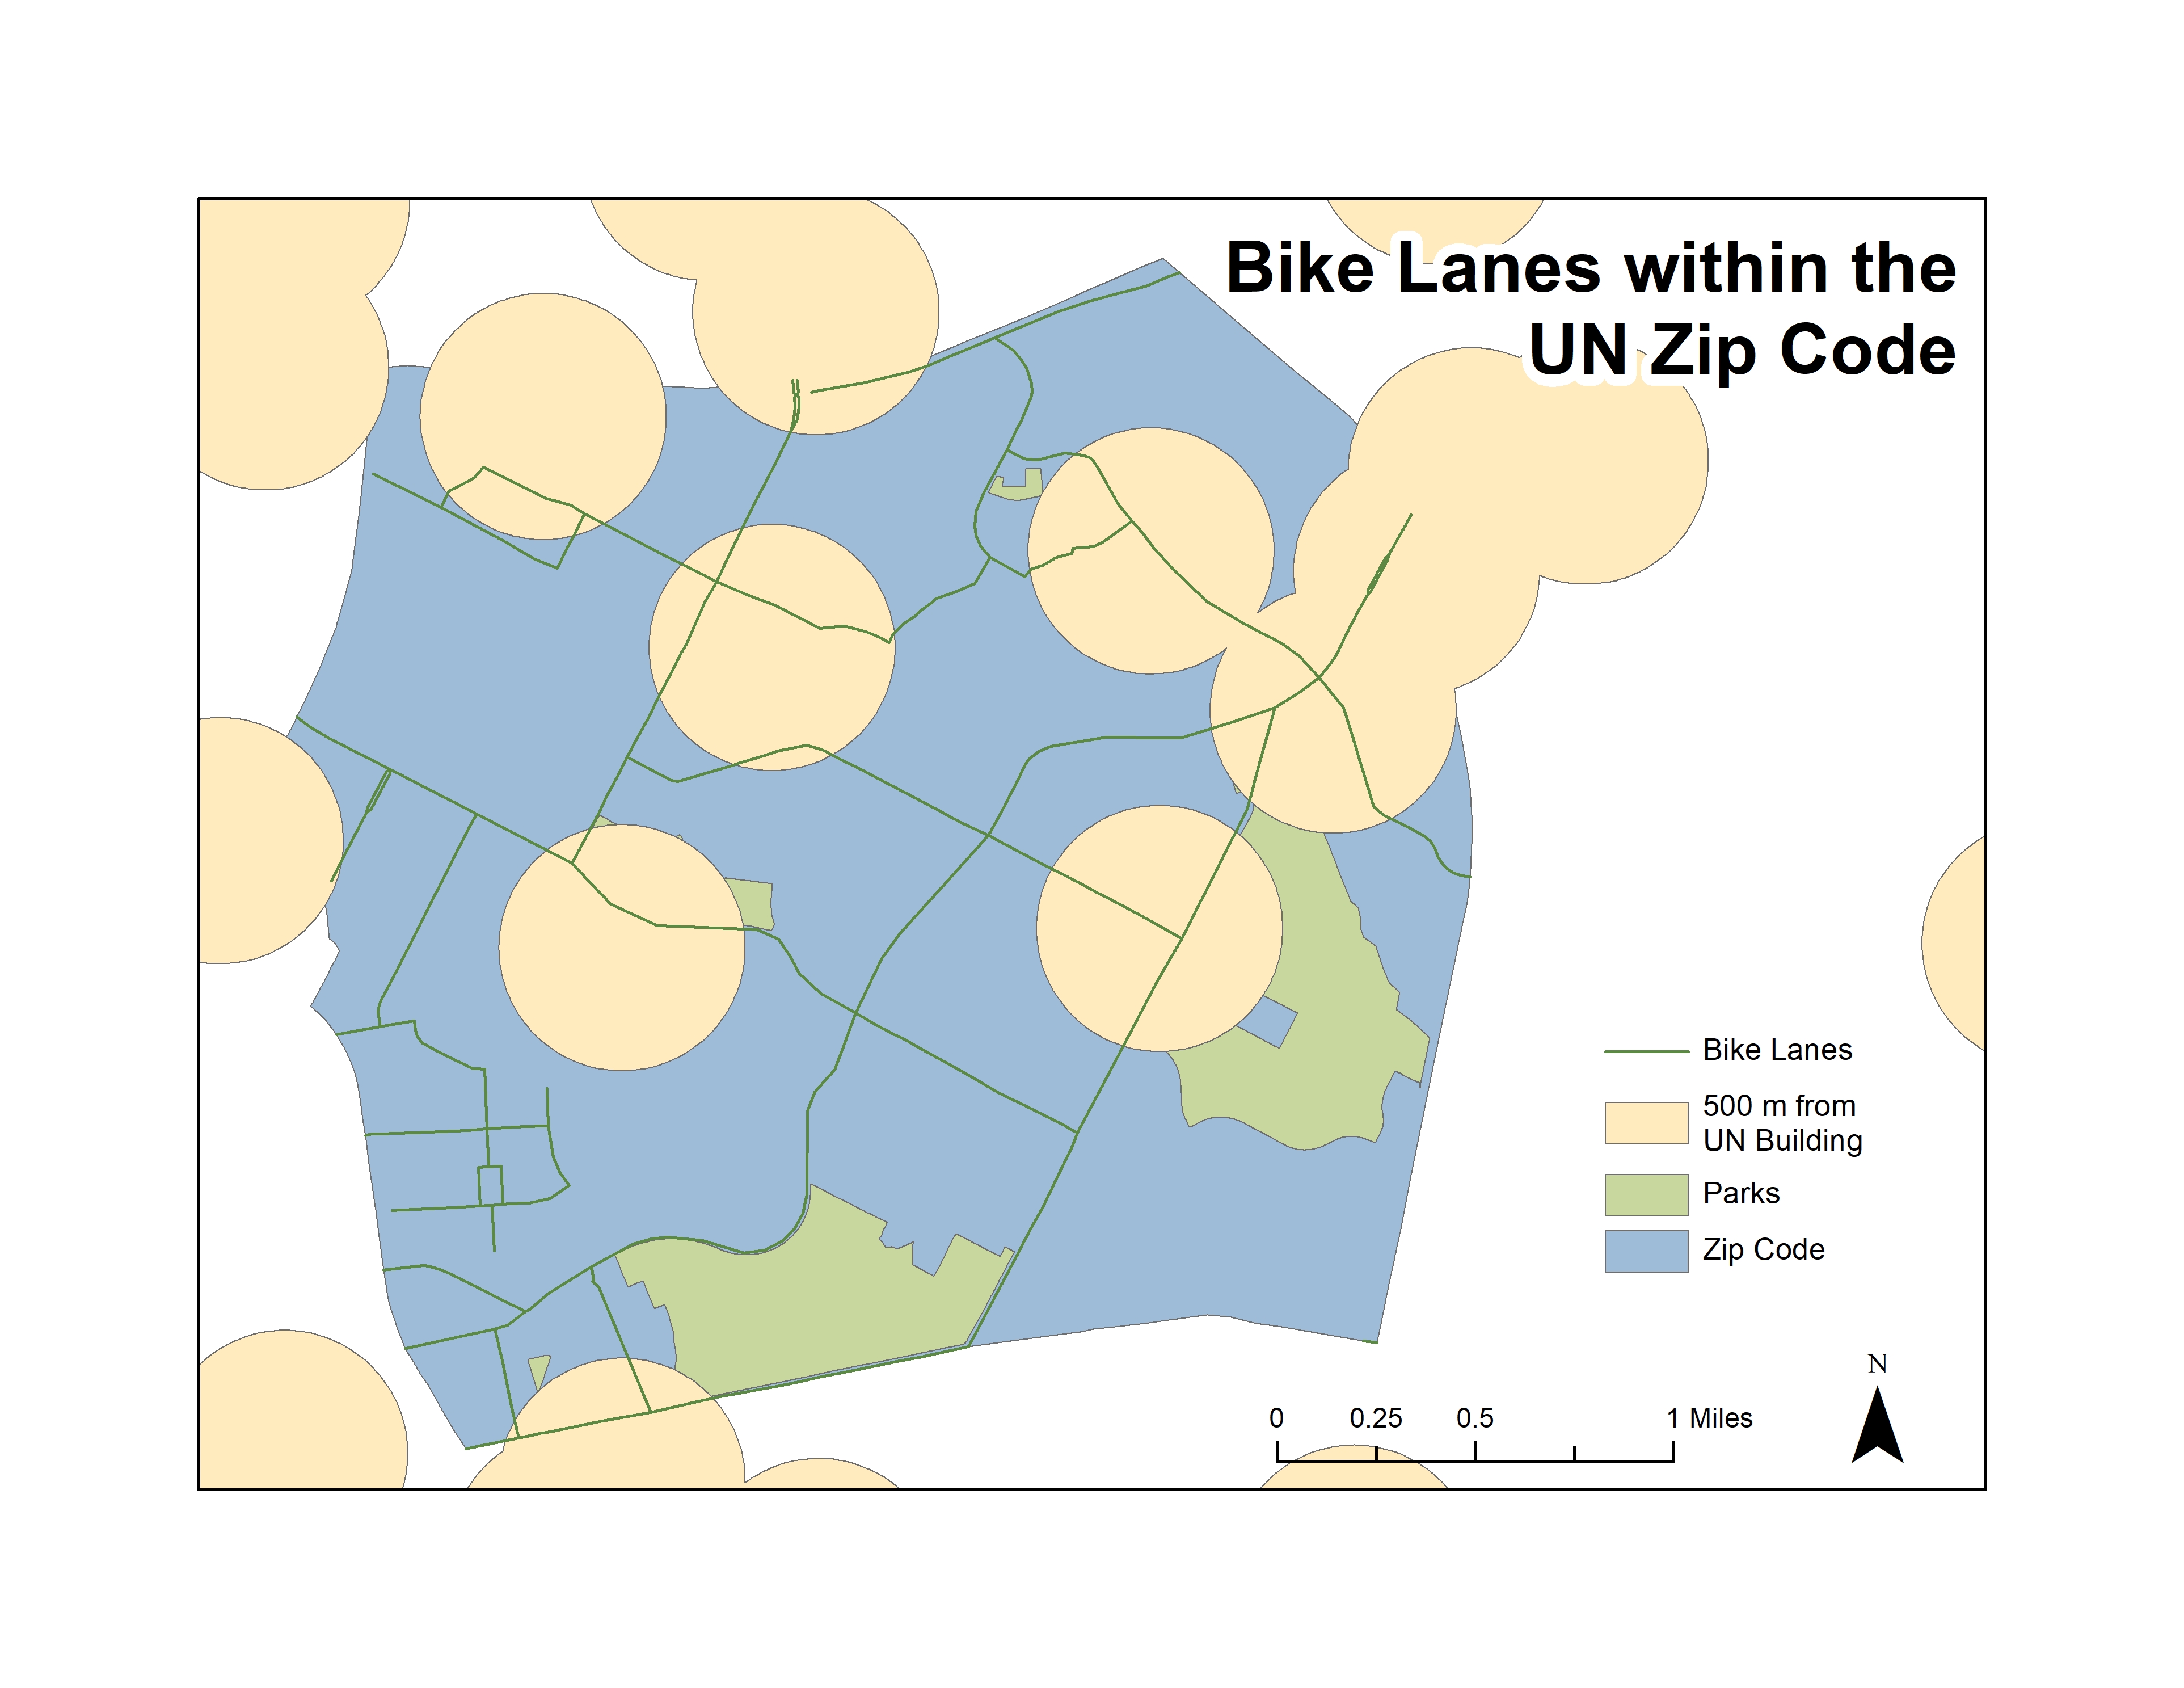 Bike Lanes within the
UN Zip Code
Bike Lanes
500 m from
UN Building
Parks
Zip Code
N
0 0.25 0.5 1 Miles